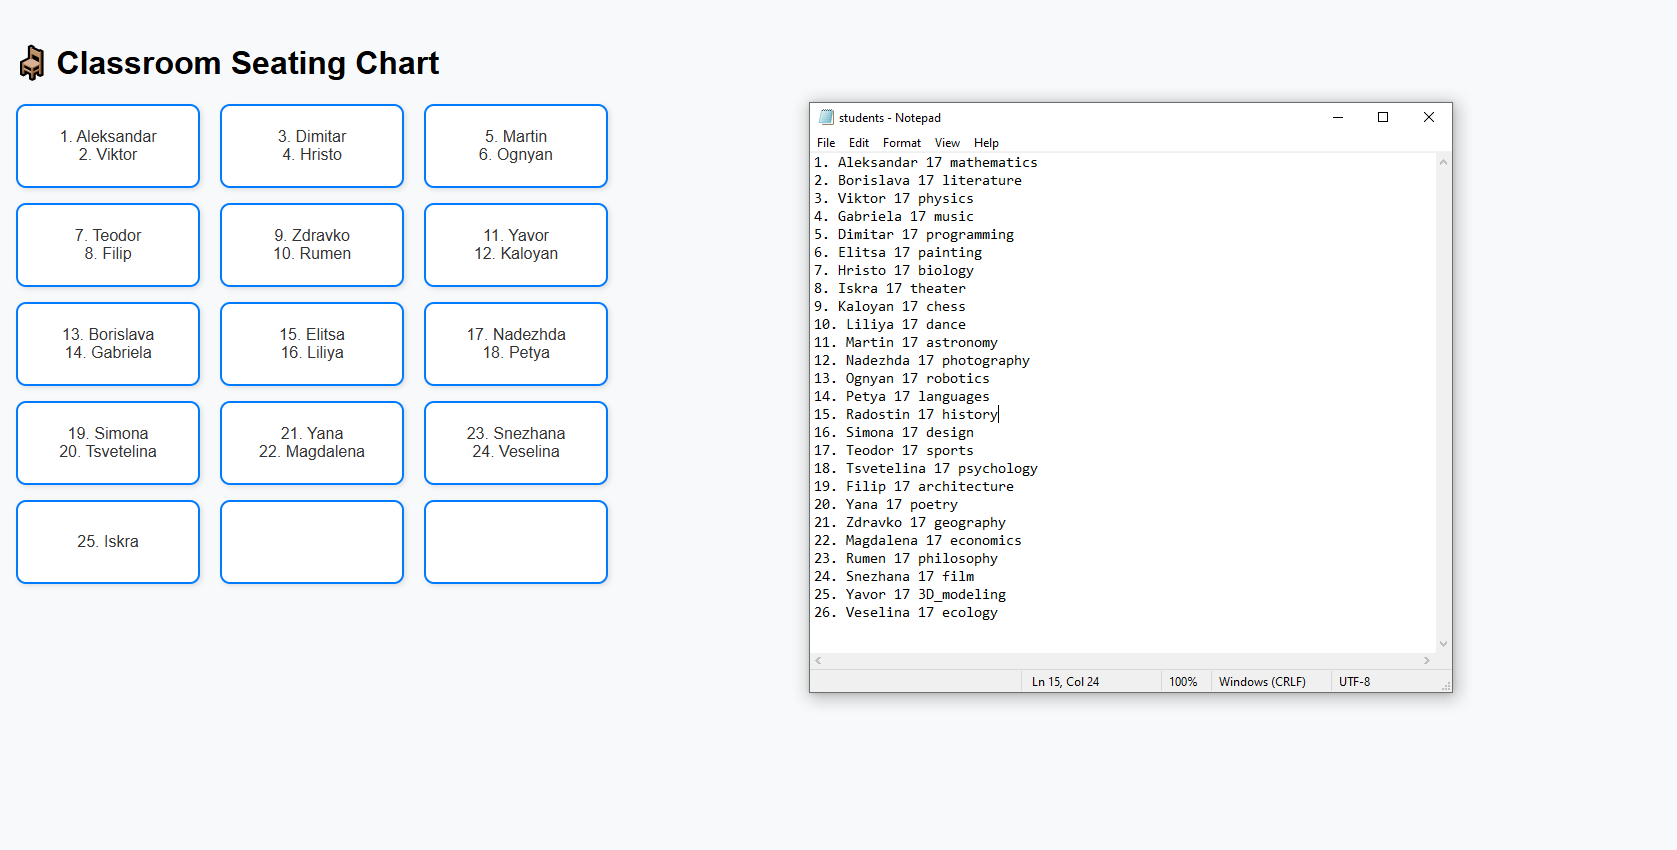 Classroom Seating Chart
1. Aleksandar
2. Viktor
3. Dimitar
4. Hristo
5. Martin
6. Ognyan
7. Teodor
8. Filip
9. Zdravko
10. Rumen
11. Yavor
12. Kaloyan
13. Borislava
14. Gabriela
15. Elitsa
16. Liliya
17. Nadezhda
18. Petya
19. Simona
20. Tsvetelina
21. Yana
22. Magdalena
23. Snezhana
24. Veselina
25. Iskra
students - Notepad
File Edit Format View Help
1. Aleksandar 17 mathematics
2. Borislava 17 literature
3. Viktor 17 physics
4. Gabriela 17 music
5. Dimitar 17 programming
6. Elitsa 17 painting
7. Hristo 17 biology
8. Iskra 17 theater
9. Kaloyan 17 chess
10. Liliya 17 dance
11. Martin 17 astronomy
12. Nadezhda 17 photography
13. Ognyan 17 robotics
14. Petya 17 languages
15. Radostin 17 history
16. Simona 17 design
17. Teodor 17 sports
18. Tsvetelina 17 psychology
19. Filip 17 architecture
20. Yana 17 poetry
21. Zdravko 17 geography
22. Magdalena 17 economics
23. Rumen 17 philosophy
24. Snezhana 17 film
25. Yavor 17 3D_modeling
26. Veselina 17 ecology
Ln 15, Col 24 100% Windows (CRLF) UTF-8